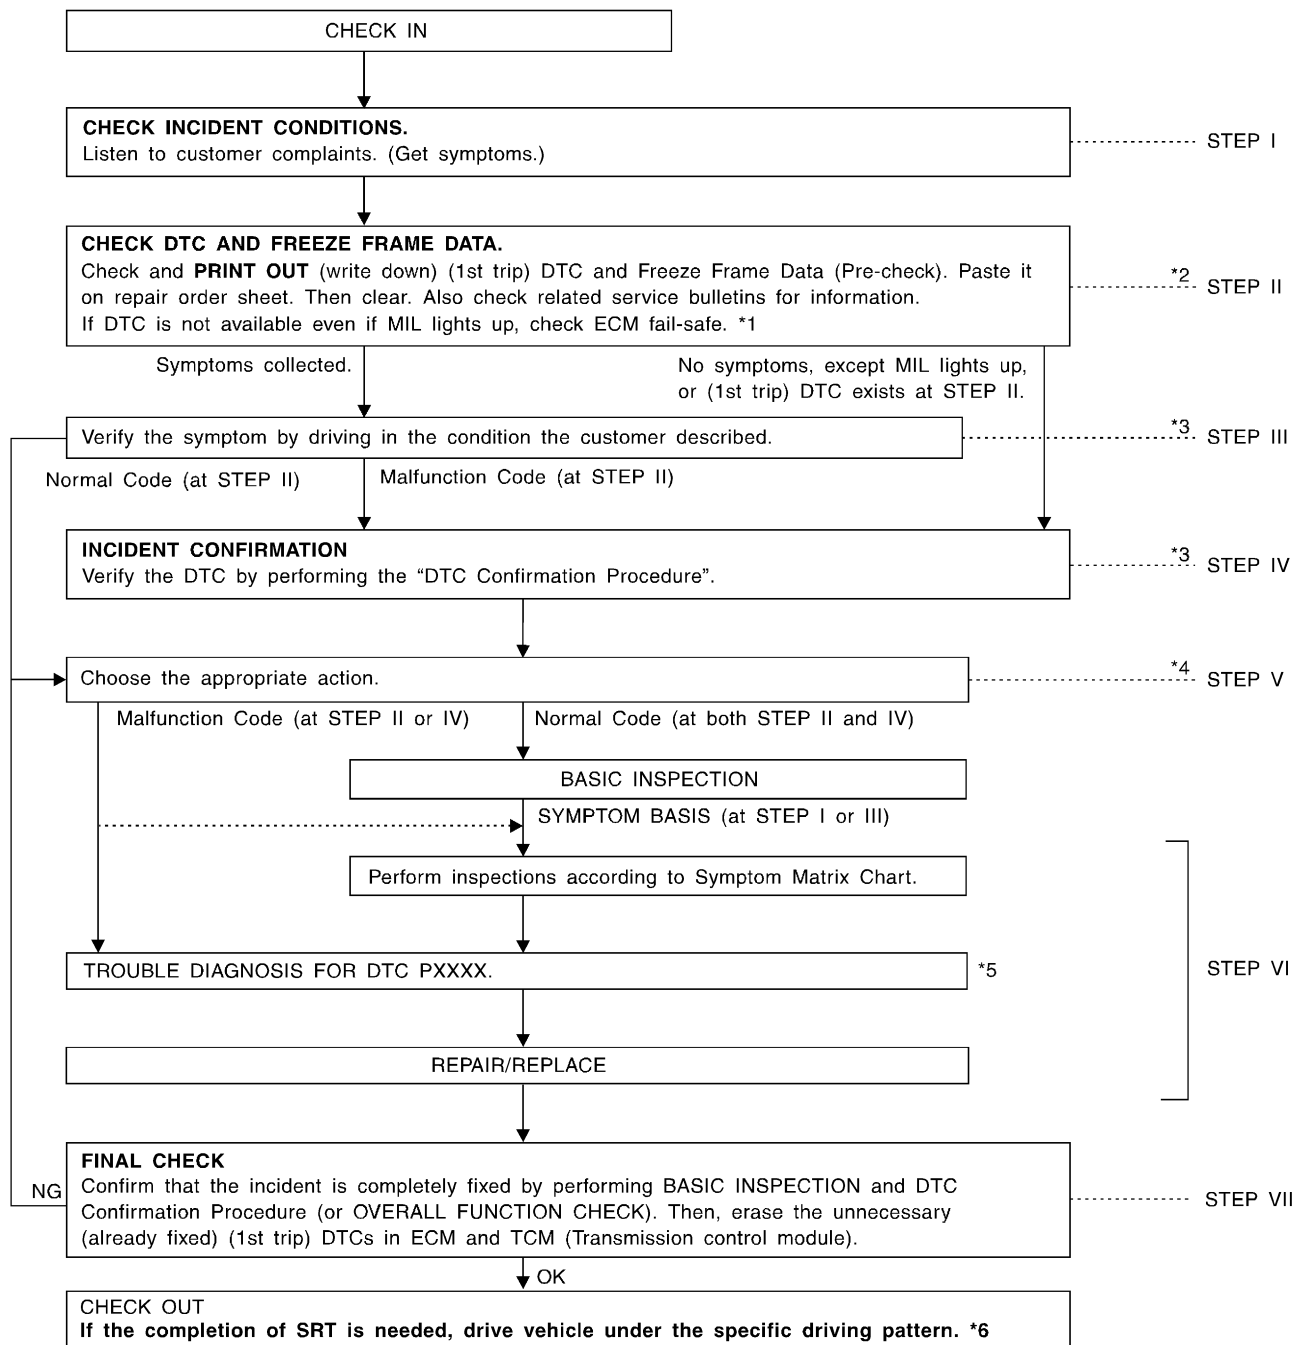 CHECK IN
CHECK INCIDENT CONDITIONS.
Listen to customer complaints. (Get symptoms.)
STEP I
CHECK DTC AND FREEZE FRAME DATA.
Check and PRINT OUT (write down) (1st trip) DTC and Freeze Frame Data (Pre-check). Paste it
on repair order sheet. Then clear. Also check related service bulletins for information.
If DTC is not available even if MIL lights up, check ECM fail-safe. *1
*2 STEP II
Symptoms collected.
No symptoms, except MIL lights up,
or (1st trip) DTC exists at STEP II.
Verify the symptom by driving in the condition the customer described.
*3 STEP III
Normal Code (at STEP II)
Malfunction Code (at STEP II)
INCIDENT CONFIRMATION
Verify the DTC by performing the “DTC Confirmation Procedure”.
*3 STEP IV
Choose the appropriate action.
*4 STEP V
Malfunction Code (at STEP II or IV)
Normal Code (at both STEP II and IV)
BASIC INSPECTION
SYMPTOM BASIS (at STEP I or III)
Perform inspections according to Symptom Matrix Chart.
TROUBLE DIAGNOSIS FOR DTC PXXXX.
*5
STEP VI
REPAIR/REPLACE
FINAL CHECK
Confirm that the incident is completely fixed by performing BASIC INSPECTION and DTC
Confirmation Procedure (or OVERALL FUNCTION CHECK). Then, erase the unnecessary
(already fixed) (1st trip) DTCs in ECM and TCM (Transmission control module).
NG
STEP VII
OK
CHECK OUT
If the completion of SRT is needed, drive vehicle under the specific driving pattern. *6